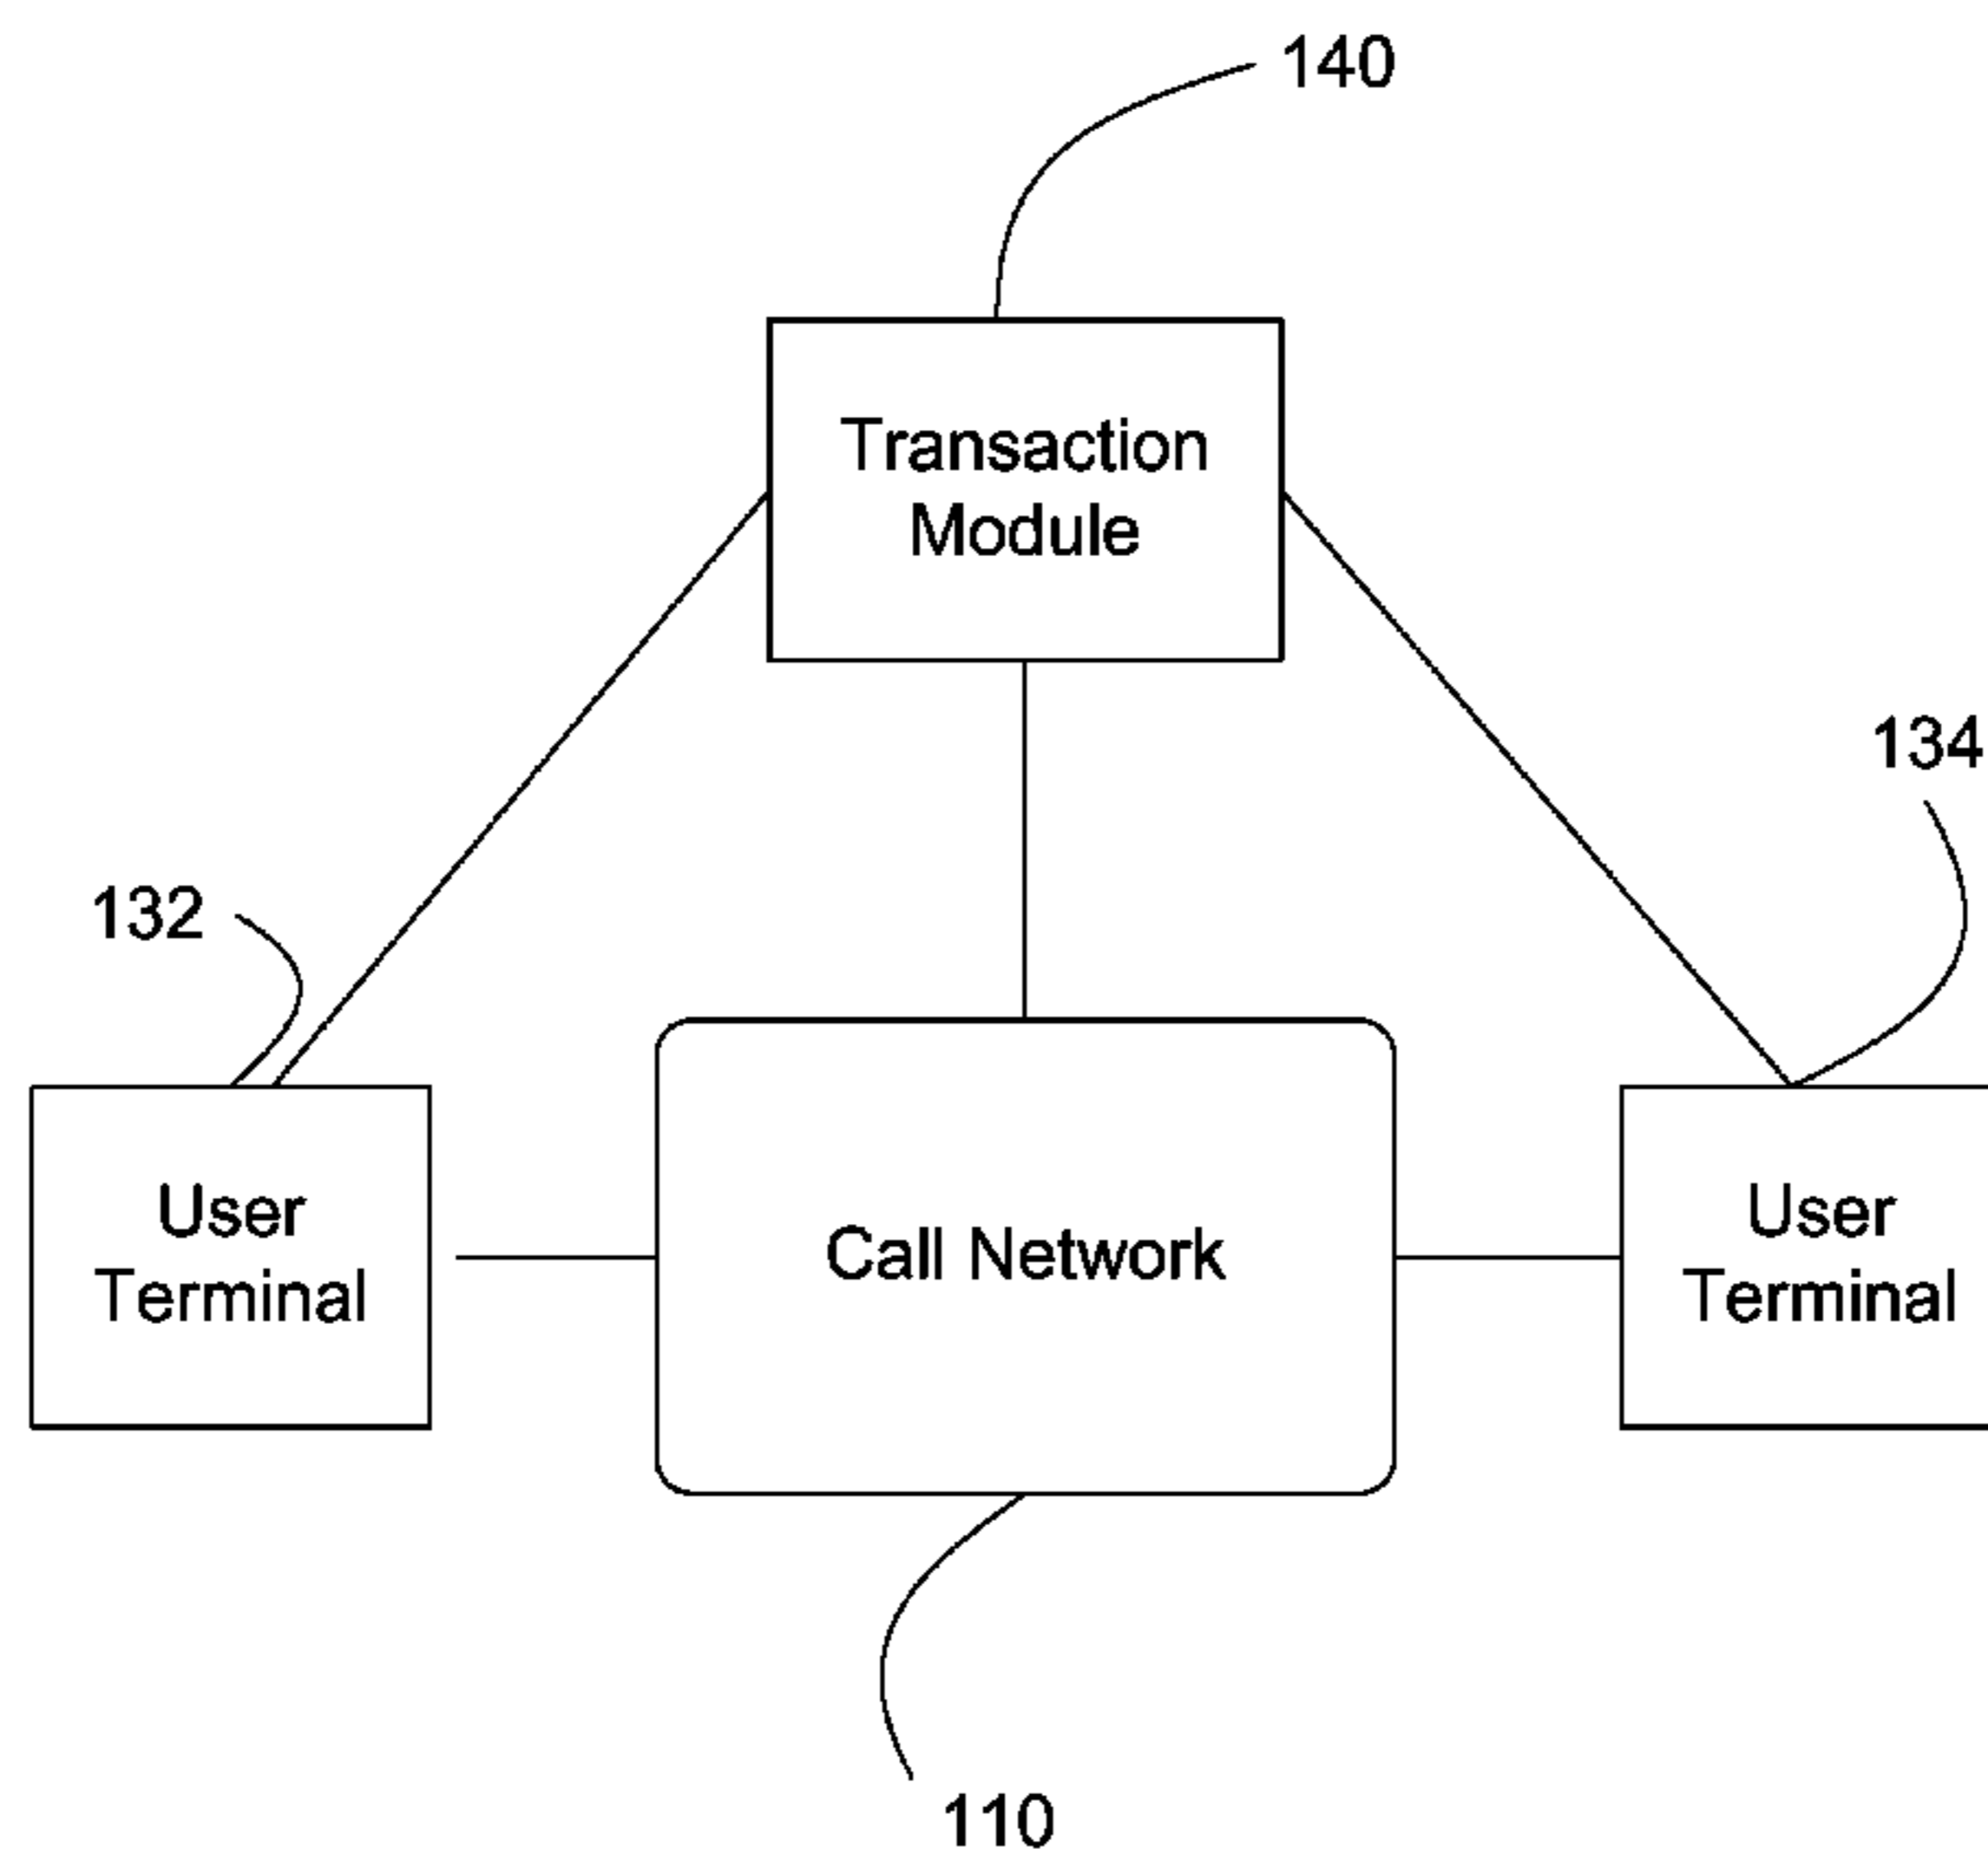 140
Transaction
Module
134
132
User
Terminal
Call Network
User
Terminal
110